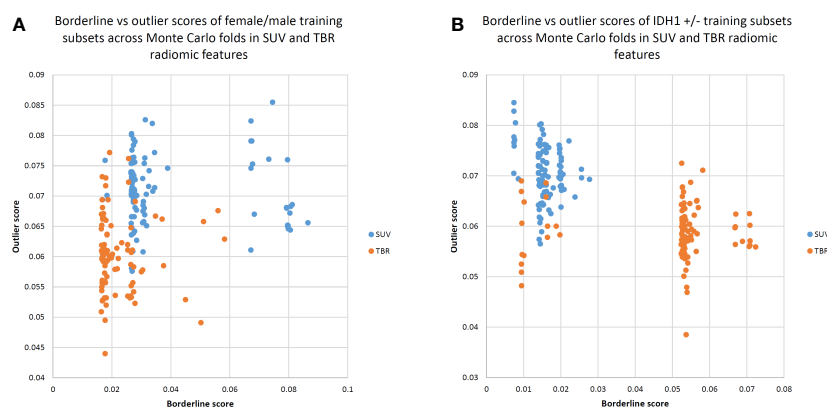 A
Borderline vs outlier scores of female/male training
subsets across Monte Carlo folds in SUV and TBR
radiomic features
0.09
0.085
0.08
0.075
0.07
0.065
0.06
0.055
0.05
0.045
0.04
0
0.02
0.04
0.06
0.08
0.1
Outlier score
Borderline score
SUV
TBR
B
Borderline vs outlier scores of IDH1 +/- training subsets
across Monte Carlo folds in SUV and TBR radiomic
features
0.09
0.08
0.07
0.06
0.05
0.04
0.03
0
0.01
0.02
0.03
0.04
0.05
0.06
0.07
0.08
Outlier score
Borderline score
SUV
TBR